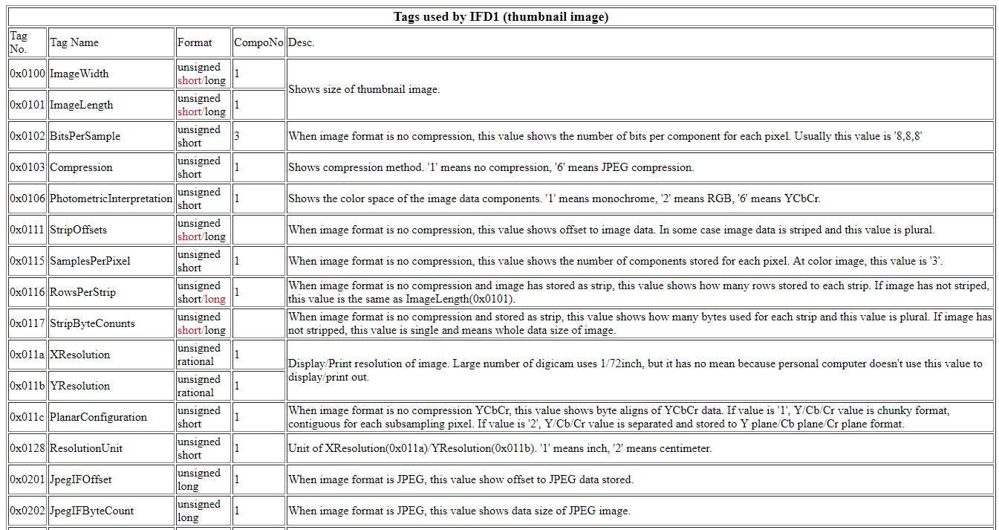 Tags used by IFD1 (thumbnail image)
Tag No. Tag Name Format CompoNo Desc.
0x0100 ImageWidth unsigned short/long 1 Shows size of thumbnail image.
0x0101 ImageLength unsigned short/long 1
0x0102 BitsPerSample unsigned short 3 When image format is no compression, this value shows the number of bits per component for each pixel. Usually this value is '8,8,8'
0x0103 Compression unsigned short 1 Shows compression method. '1' means no compression, '6' means JPEG compression.
0x0106 PhotometricInterpretation unsigned short 1 Shows the color space of the image data components. '1' means monochrome, '2' means RGB, '6' means YCbCr.
0x0111 StripOffsets unsigned short/long When image format is no compression, this value shows offset to image data. In some case image data is striped and this value is plural.
0x0115 SamplesPerPixel unsigned short 1 When image format is no compression, this value shows the number of components stored for each pixel. At color image, this value is '3'.
0x0116 RowsPerStrip unsigned short/long 1 When image format is no compression and image has stored as strip, this value shows how many rows stored to each strip. If image has not striped,
this value is the same as ImageLength(0x0101).
0x0117 StripByteConunts unsigned short/long When image format is no compression and stored as strip, this value shows how many bytes used for each strip and this value is plural. If image has
not stripped, this value is single and means whole data size of image.
0x011a XResolution unsigned rational 1 Display/Print resolution of image. Large number of digicam uses 1/72inch, but it has no mean because personal computer doesn't use this value to
display/print out.
0x011b YResolution unsigned rational 1
0x011c PlanarConfiguration unsigned short 1 When image format is no compression YCbCr, this value shows byte aligns of YCbCr data. If value is '1', Y/Cb/Cr value is chunky format,
contiguous for each subsampling pixel. If value is '2', Y/Cb/Cr value is separated and stored to Y plane/Cb plane/Cr plane format.
0x0128 ResolutionUnit unsigned short 1 Unit of XResolution(0x011a)/YResolution(0x011b). '1' means inch, '2' means centimeter.
0x0201 JpegIFOffset unsigned long 1 When image format is JPEG, this value show offset to JPEG data stored.
0x0202 JpegIFByteCount unsigned long 1 When image format is JPEG, this value shows data size of JPEG image.